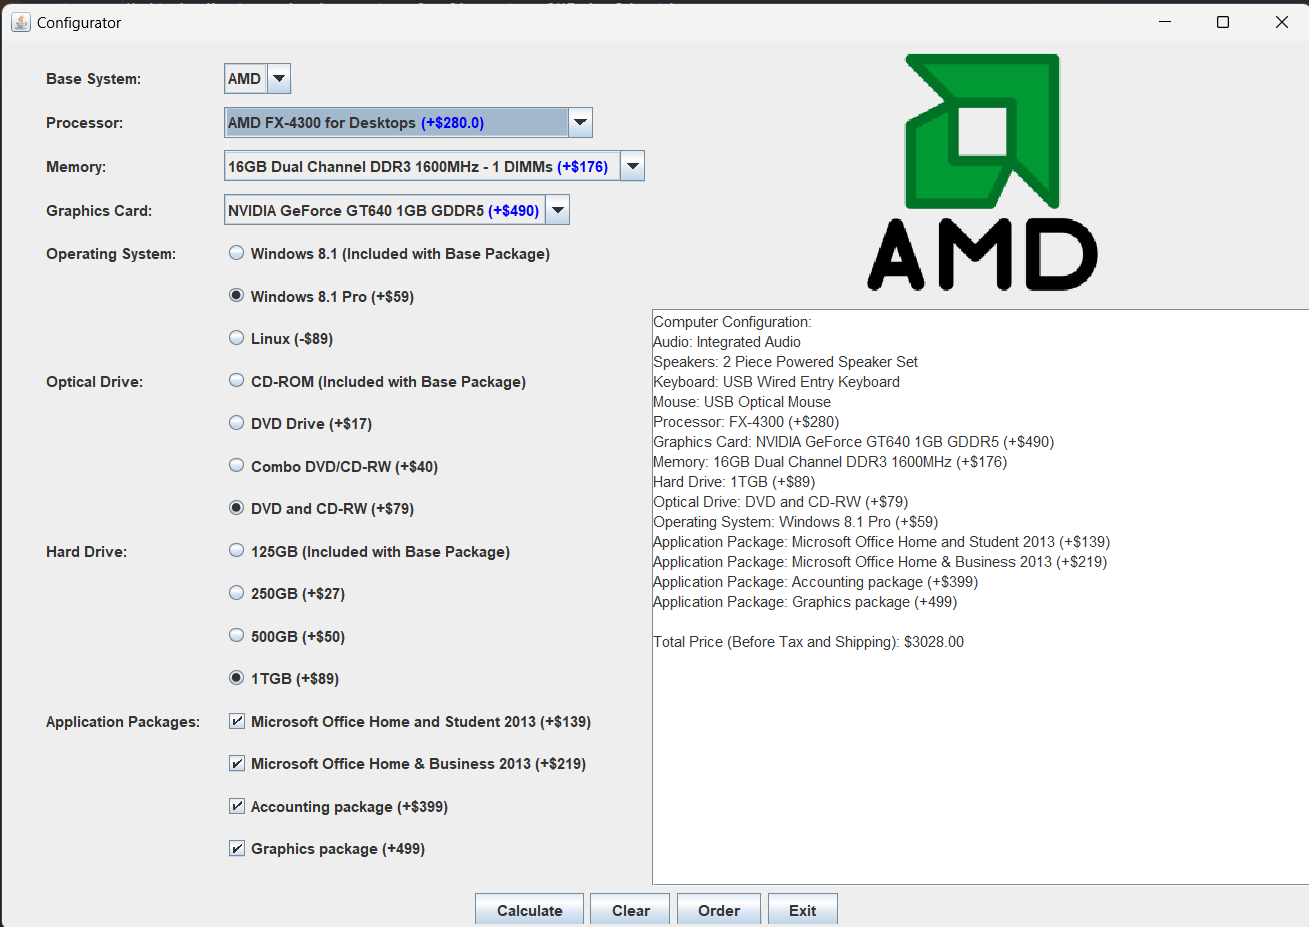 Configurator
Base System: AMD
Processor: AMD FX-4300 for Desktops (+$280.0)
Memory: 16GB Dual Channel DDR3 1600MHz - 1 DIMMs (+$176)
Graphics Card: NVIDIA GeForce GT640 1GB GDDR5 (+$490)
Operating System: Windows 8.1 (Included with Base Package)
Windows 8.1 Pro (+$59)
Linux (-$89)
Optical Drive: CD-ROM (Included with Base Package)
DVD Drive (+$17)
Combo DVD/CD-RW (+$40)
DVD and CD-RW (+$79)
Hard Drive: 125GB (Included with Base Package)
250GB (+$27)
500GB (+$50)
1TGB (+$89)
Application Packages: Microsoft Office Home and Student 2013 (+$139)
Microsoft Office Home & Business 2013 (+$219)
Accounting package (+$399)
Graphics package (+499)
AMD
Computer Configuration:
Audio: Integrated Audio
Speakers: 2 Piece Powered Speaker Set
Keyboard: USB Wired Entry Keyboard
Mouse: USB Optical Mouse
Processor: FX-4300 (+$280)
Graphics Card: NVIDIA GeForce GT640 1GB GDDR5 (+$490)
Memory: 16GB Dual Channel DDR3 1600MHz (+$176)
Hard Drive: 1TGB (+$89)
Optical Drive: DVD and CD-RW (+$79)
Operating System: Windows 8.1 Pro (+$59)
Application Package: Microsoft Office Home and Student 2013 (+$139)
Application Package: Microsoft Office Home & Business 2013 (+$219)
Application Package: Accounting package (+$399)
Application Package: Graphics package (+499)
Total Price (Before Tax and Shipping): $3028.00
Calculate Clear Order Exit